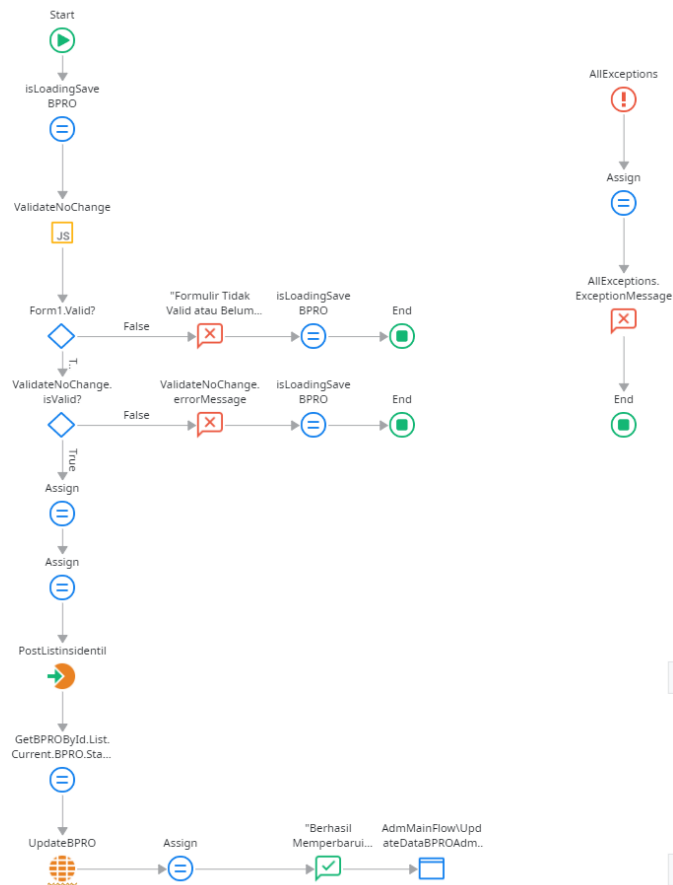 Start
isLoadingSave
BPRO
ValidateNoChange
JS
Form1.Valid?
False
"Formulir Tidak
Valid atau Belum...
isLoadingSave
BPRO
End
T..
ValidateNoChange.
isValid?
False
ValidateNoChange.
errorMessage
isLoadingSave
BPRO
End
True
Assign
Assign
PostListinsidentil
GetBPROById.List.
Current.BPRO.Sta...
UpdateBPRO
Assign
"Berhasil
Memperbarui...
AdmMainFlow\Upd
ateDataBPROAdm..
AllExceptions
Assign
AllExceptions.
ExceptionMessage
End